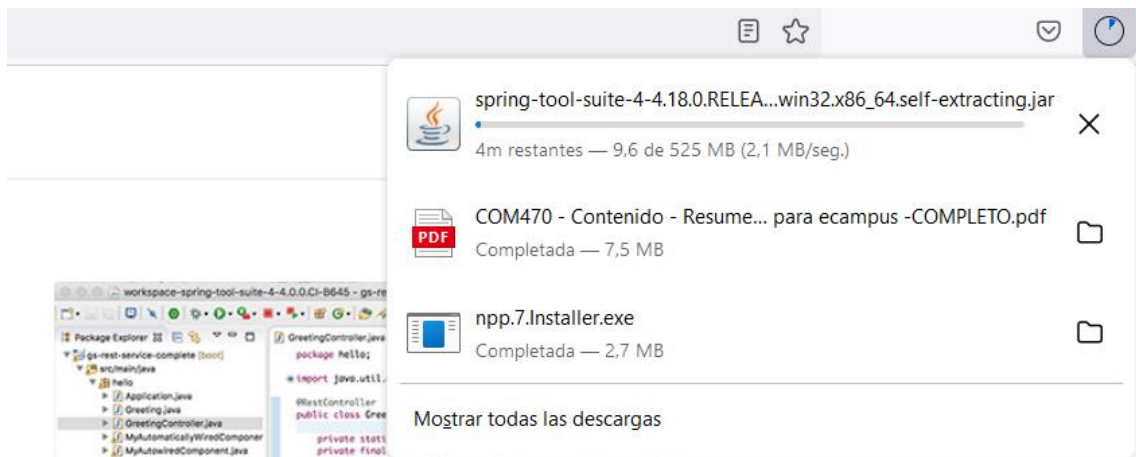 spring-tool-suite-4-4.18.0.RELEA...win32.x86_64.self-extracting.jar
4m restantes — 9,6 de 525 MB (2,1 MB/seg.)
COM470 - Contenido - Resume... para ecampus -COMPLETO.pdf
PDF
Completada — 7,5 MB
npp.7.Installer.exe
Completada — 2,7 MB
Mostrar todas las descargas
workspace-spring-tool-suite-4-4.0.0.CI-B645 - gs-re
Package Explorer
GreetingController.java
gs-rest-service-complete [boot]
src/main/java
hello
Application.java
Greeting.java
GreetingController.java
MyAutomaticallyWiredComponer
MyAutowiredComponent.java
package hello;
import java.util.
@RestController
public class Gree
private stati
private final